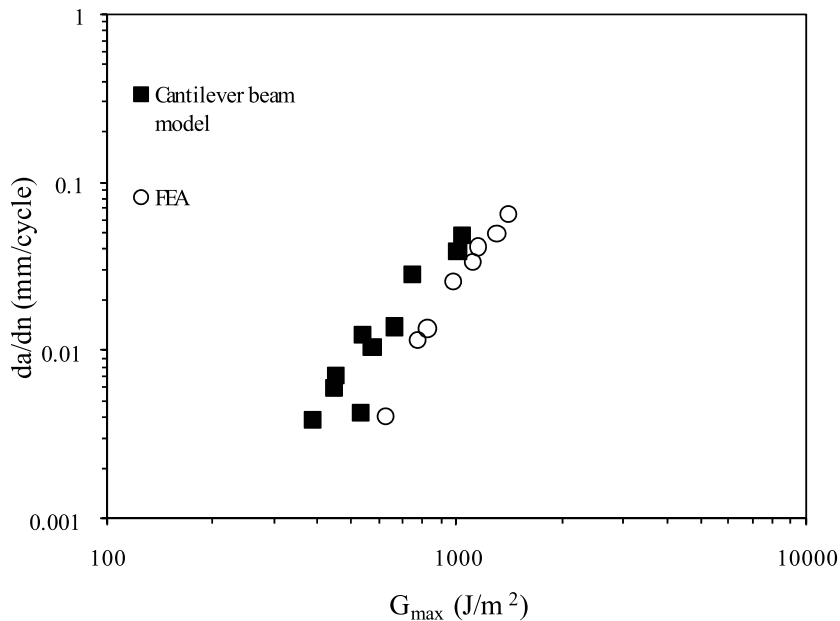 1
Cantilever beam
model
0.1
FEA
da/dn (mm/cycle)
0.01
0.001
100
1000
10000
Gmax (J/m²)